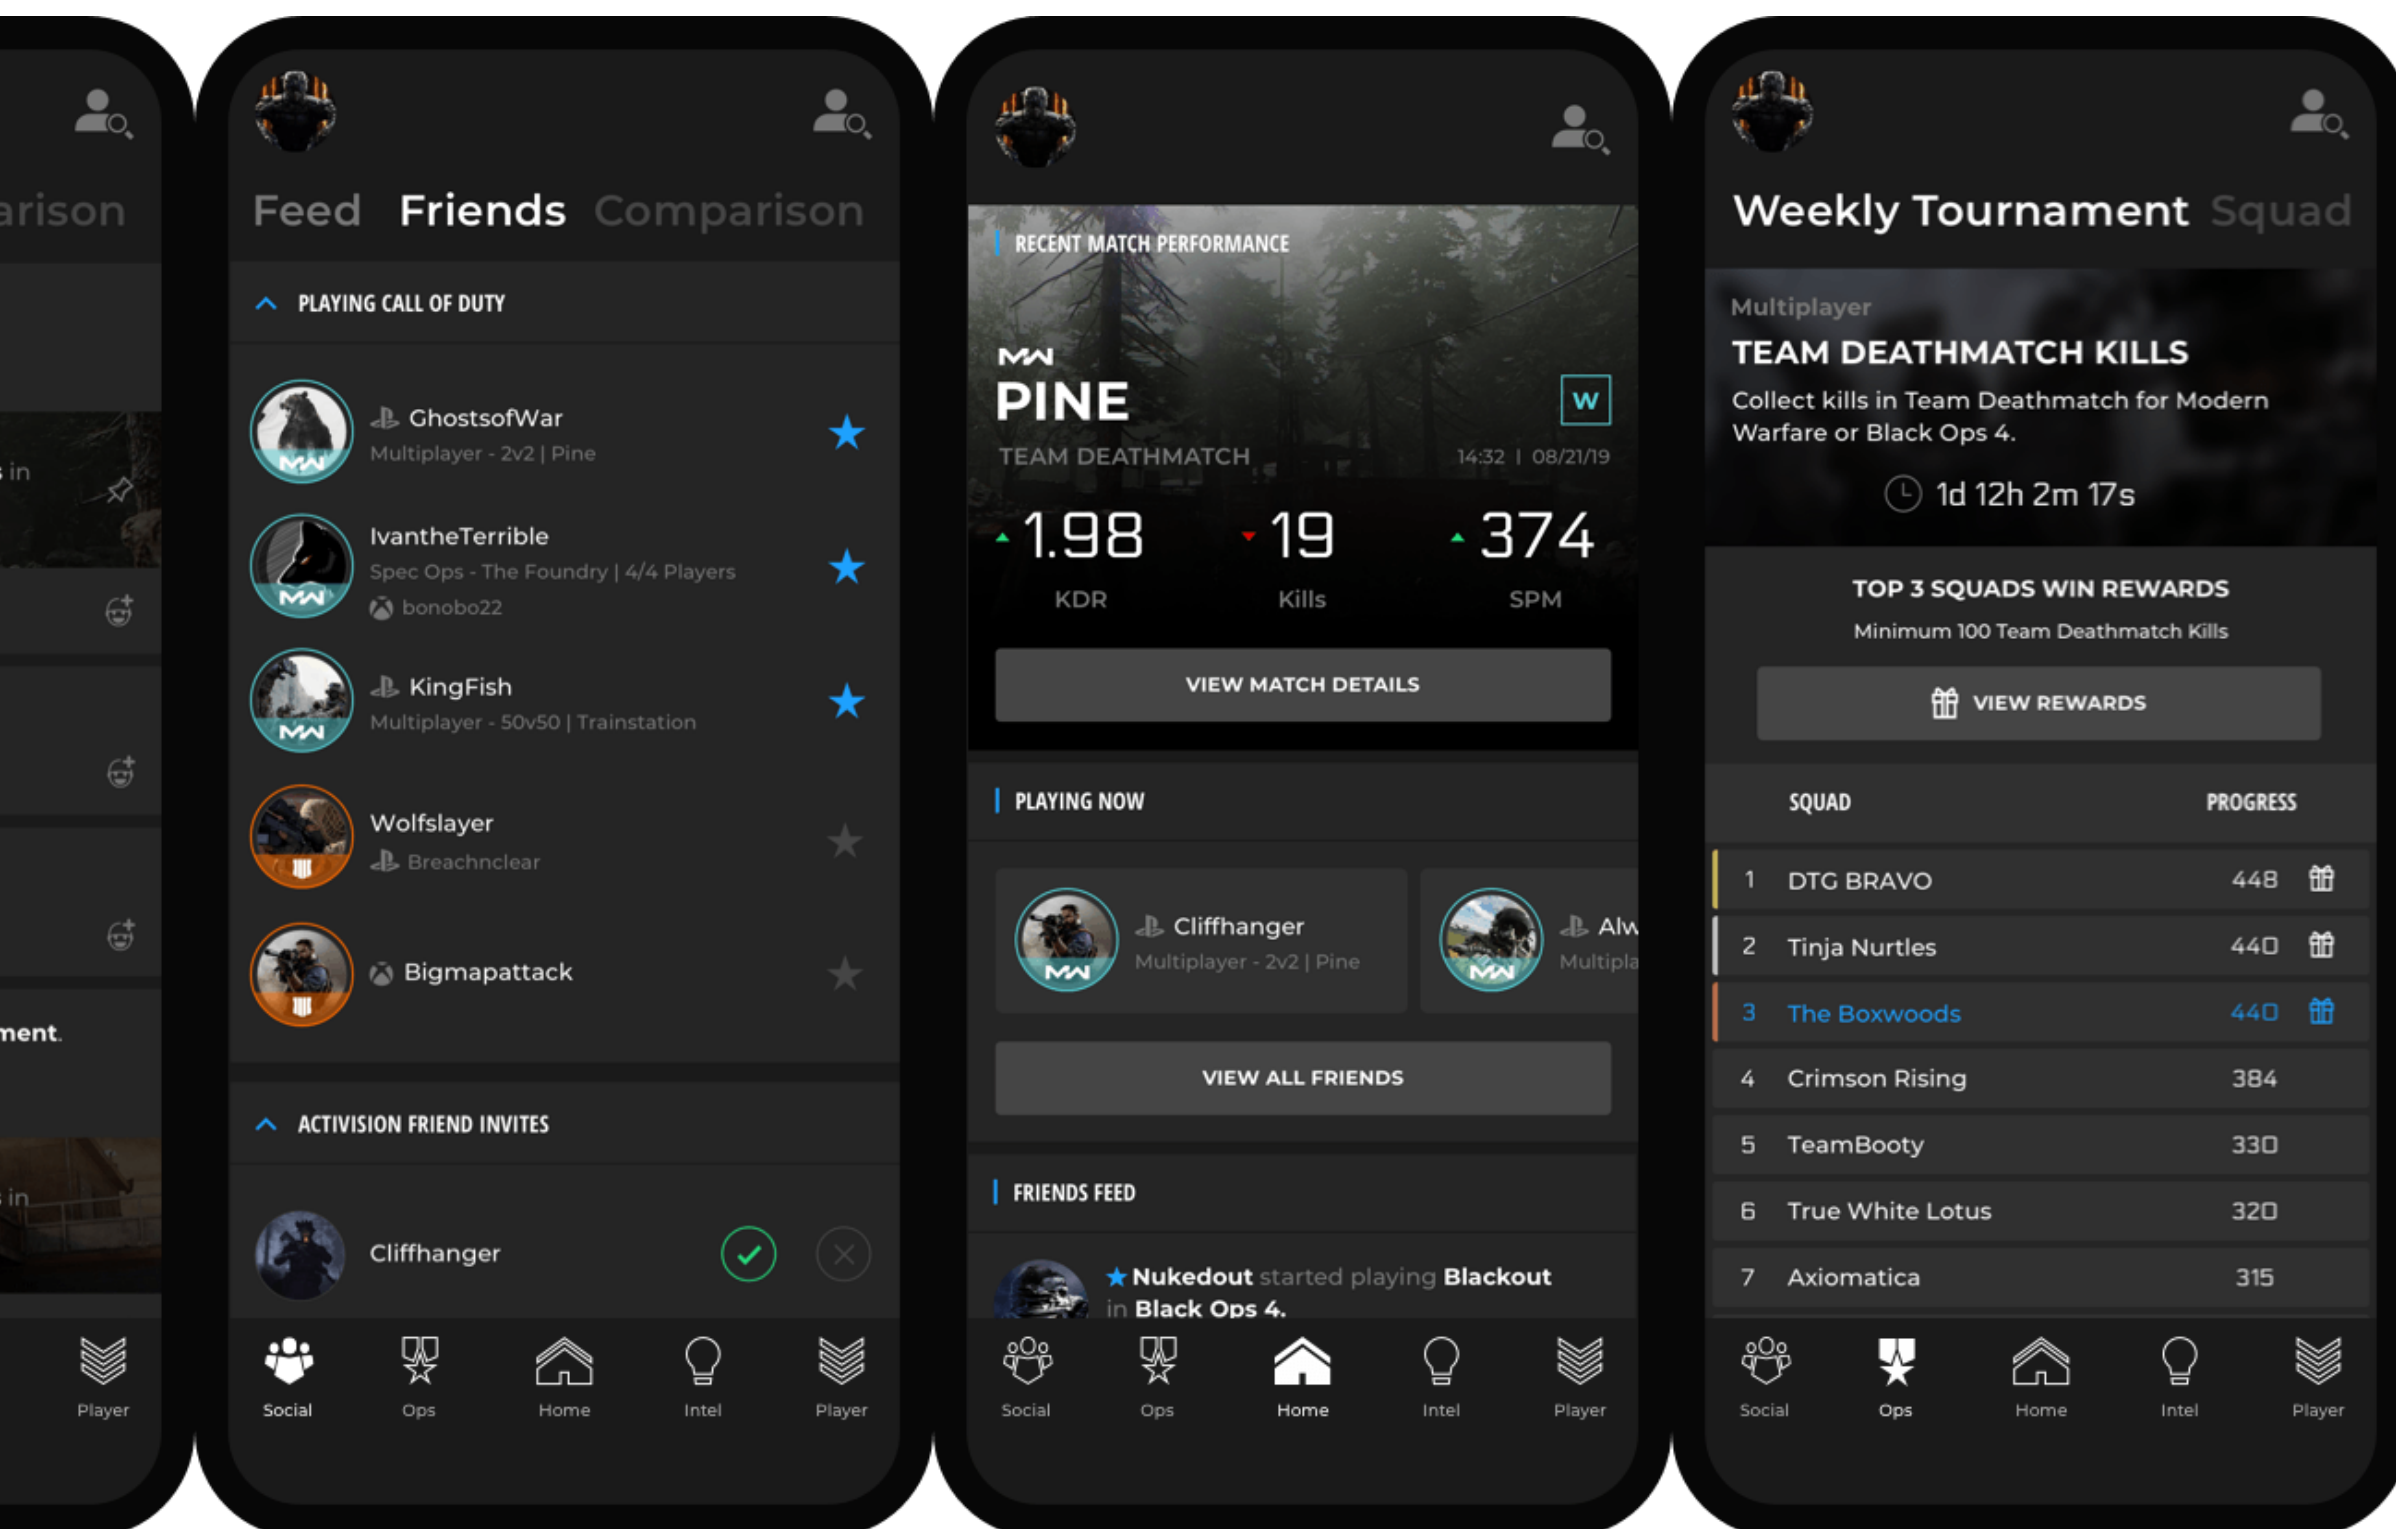 arison
s in
ment.
s in
Player
Feed Friends Comparison
PLAYING CALL OF DUTY
MW
GhostsofWar
Multiplayer - 2v2 | Pine
MW
IvantheTerrible
Spec Ops - The Foundry | 4/4 Players
bonobo22
MW
KingFish
Multiplayer - 50v50 | Trainstation
Wolfslayer
Breachnclear
Bigmapattack
ACTIVISION FRIEND INVITES
Cliffhanger
Social Ops Home Intel Player
RECENT MATCH PERFORMANCE
MW
PINE
W
TEAM DEATHMATCH 14:32 | 08/21/19
1.98 19 374
KDR Kills SPM
VIEW MATCH DETAILS
PLAYING NOW
MW
Cliffhanger
Multiplayer - 2v2 | Pine
MW
Alw
Multipla
VIEW ALL FRIENDS
FRIENDS FEED
Nukedout started playing Blackout
in Black Ops 4.
Social Ops Home Intel Player
Weekly Tournament Squad
Multiplayer
TEAM DEATHMATCH KILLS
Collect kills in Team Deathmatch for Modern
Warfare or Black Ops 4.
1d 12h 2m 17s
TOP 3 SQUADS WIN REWARDS
Minimum 100 Team Deathmatch Kills
VIEW REWARDS
SQUAD PROGRESS
1 DTG BRAVO 448
2 Tinja Nurtles 440
3 The Boxwoods 440
4 Crimson Rising 384
5 TeamBooty 330
6 True White Lotus 320
7 Axiomatica 315
Social Ops Home Intel Player